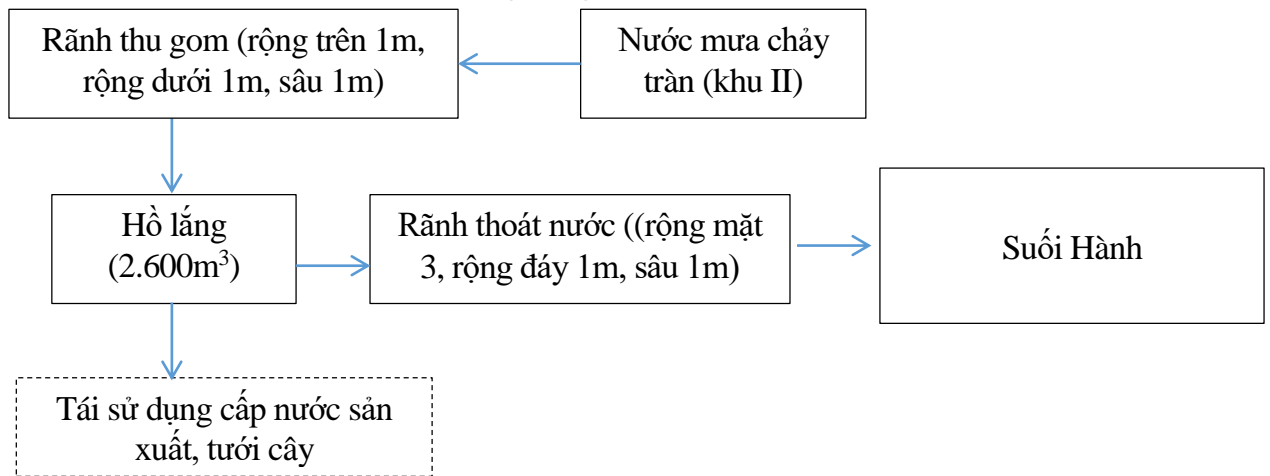 Nước mưa chảy
tràn (khu II)
Rãnh thu gom (rộng trên 1m,
rộng dưới 1m, sâu 1m)
Hồ lắng
(2.600m³)
Rãnh thoát nước ((rộng mặt
3, rộng đáy 1m, sâu 1m)
Suối Hành
Tái sử dụng cấp nước sản
xuất, tưới cây